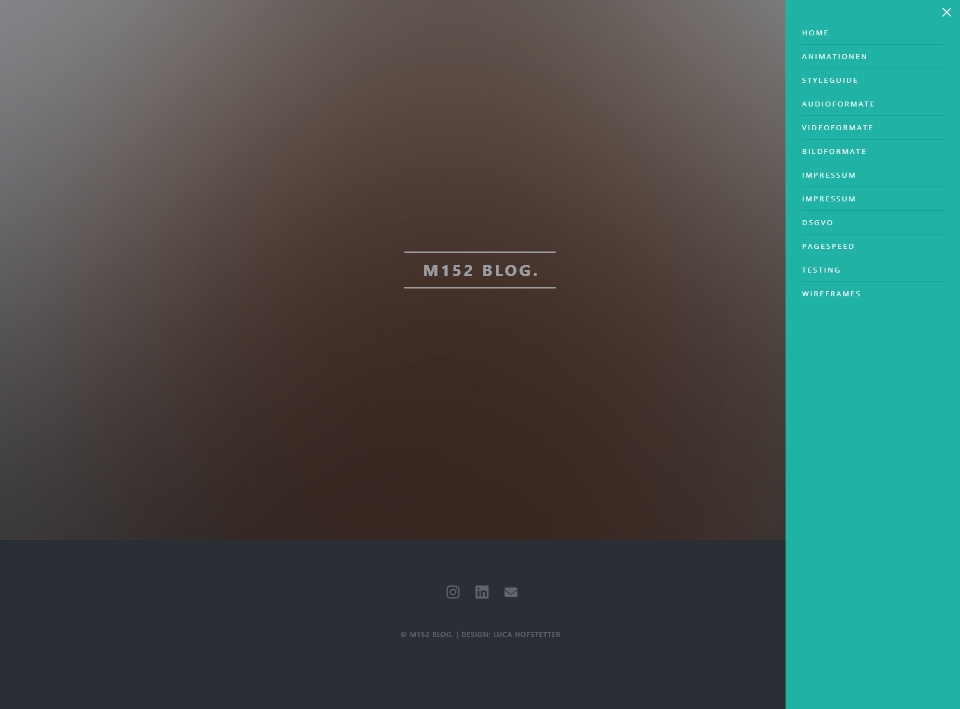 HOME
ANIMATIONEN
STYLEGUIDE
AUDIOFORMATE
VIDEOFORMATE
BILDFORMATE
IMPRESSUM
IMPRESSUM
DSGVO
PAGESPEED
TESTING
WIREFRAMES
M152 BLOG.
© M152 BLOG. | DESIGN: LUCA HOFSTETTER